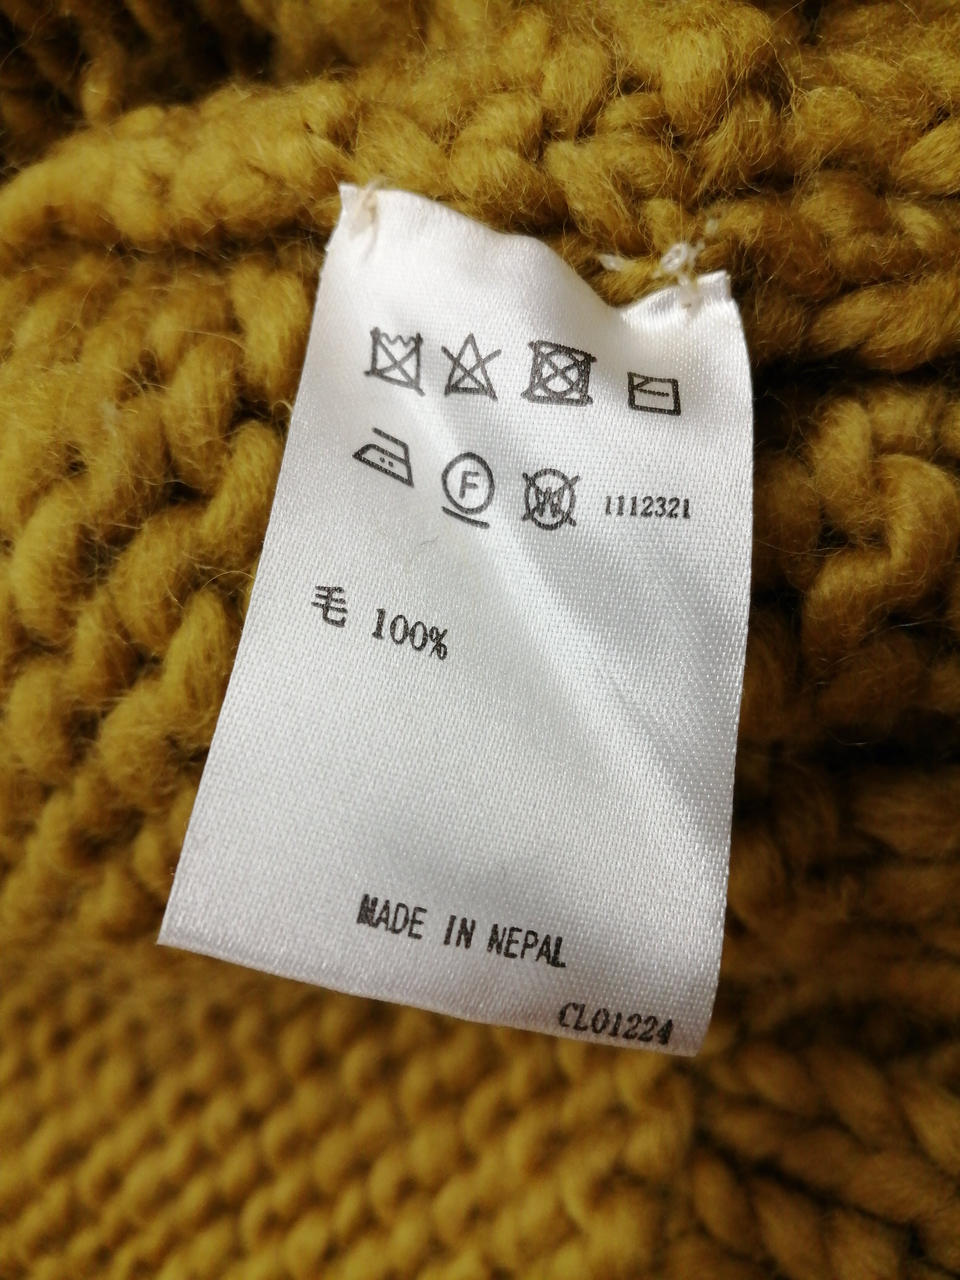 F W 1112321
毛 100%
MADE IN NEPAL
CL01224